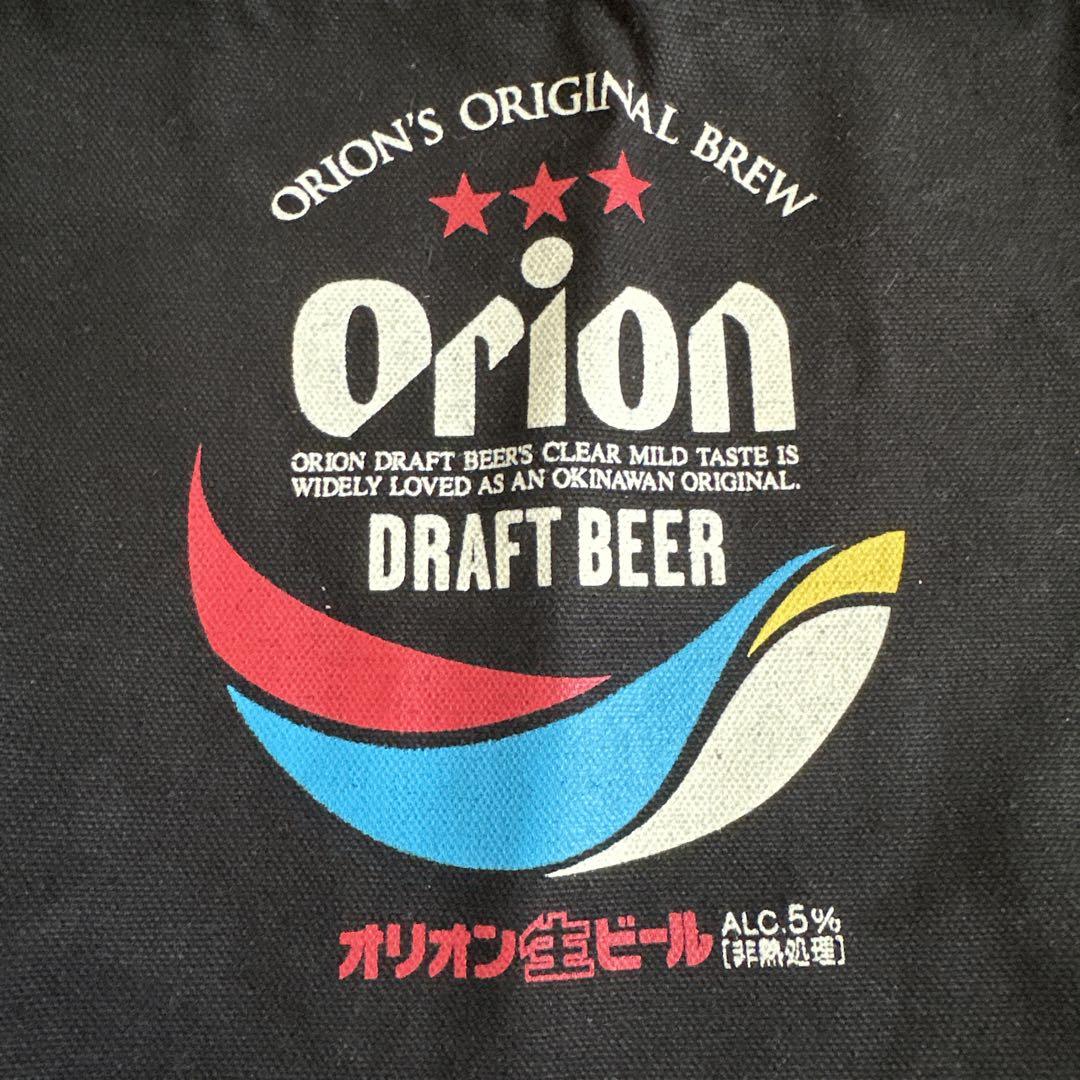 ORION'S ORIGINAL BREW
Orion
ORION DRAFT BEER'S CLEAR MILD TASTE IS
WIDELY LOVED AS AN OKINAWAN ORIGINAL.
DRAFT BEER
オリオン生ビール ALC.5%
[非熱処理]